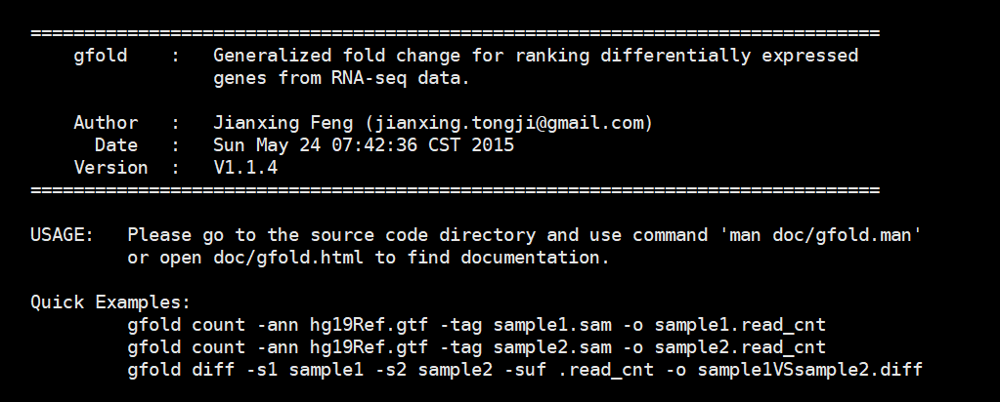 ===============================================================================
    gfold    :   Generalized fold change for ranking differentially expressed
                 genes from RNA-seq data.

    Author   :   Jianxing Feng (jianxing.tongji@gmail.com)
      Date   :   Sun May 24 07:42:36 CST 2015
    Version  :   V1.1.4
===============================================================================

USAGE:   Please go to the source code directory and use command 'man doc/gfold.man'
         or open doc/gfold.html to find documentation.

Quick Examples:
         gfold count -ann hg19Ref.gtf -tag sample1.sam -o sample1.read_cnt
         gfold count -ann hg19Ref.gtf -tag sample2.sam -o sample2.read_cnt
         gfold diff -s1 sample1 -s2 sample2 -suf .read_cnt -o sample1VSsample2.diff